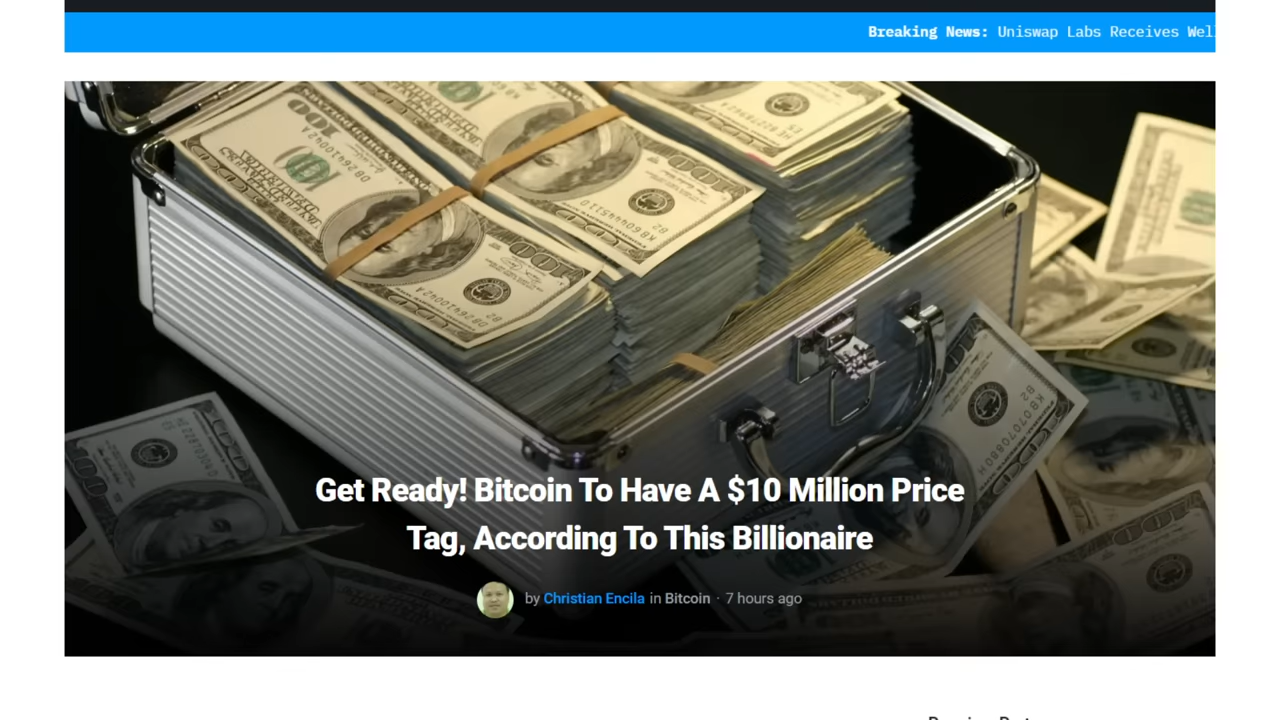 Breaking News: Uniswap Labs Receives Wel
Get Ready! Bitcoin To Have A $10 Million Price
Tag, According To This Billionaire
by Christian Encila in Bitcoin · 7 hours ago